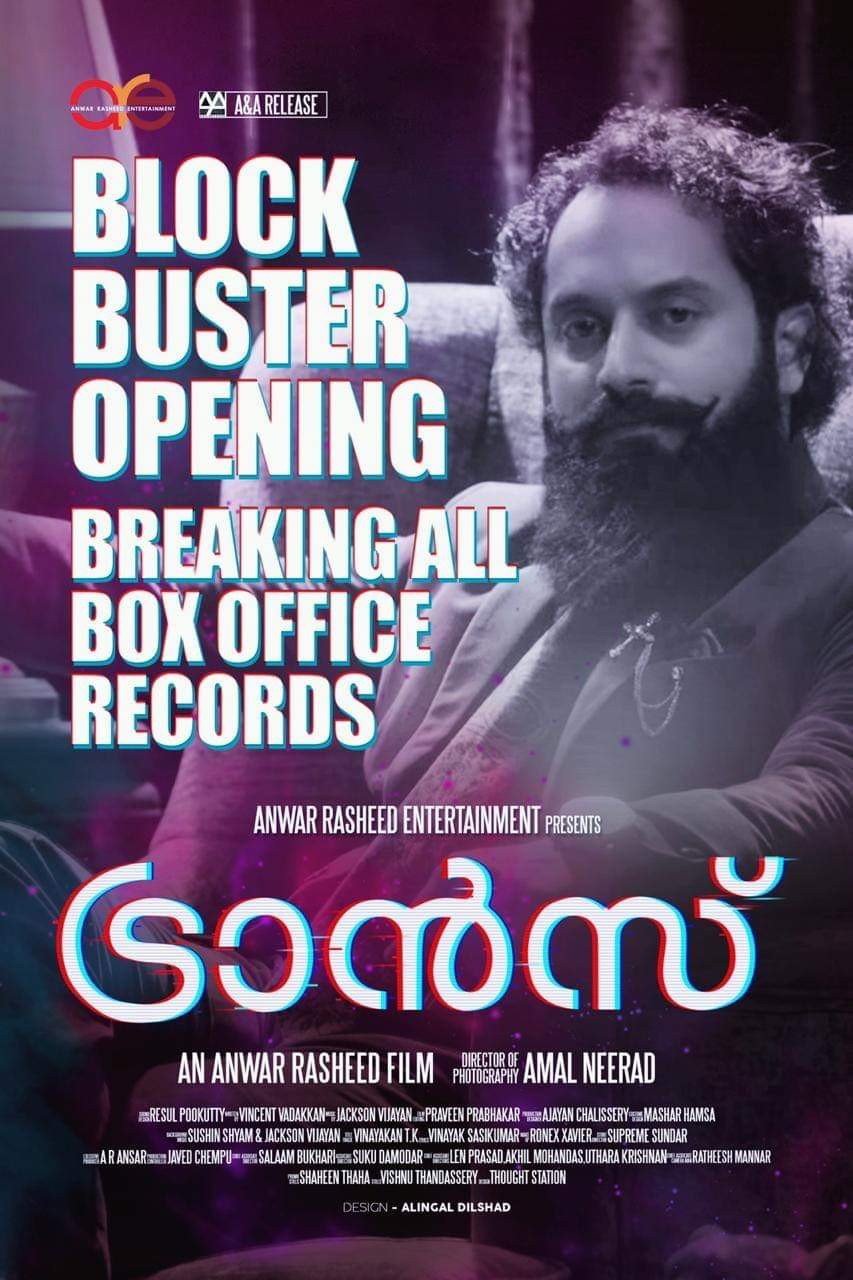 ANWAR RASHEED ENTERTAINMENT
A&A RELEASE
BLOCK
BUSTER
OPENING
BREAKING ALL
BOX OFFICE
RECORDS
ANWAR RASHEED ENTERTAINMENT PRESENTS
ട്രാൻസ്
AN ANWAR RASHEED FILM DIRECTOR OF PHOTOGRAPHY AMAL NEERAD
RESUL POOKUTTY VINCENT VADAKKAN JACKSON VIJAYAN PRAVEEN PRABHAKAR AJAYAN CHALISSERY MASHAR HAMSA
SUSHIN SHYAM & JACKSON VIJAYAN VINAYAKAN T.K. VINAYAK SASIKUMAR RONEX XAVIER SUPREME SUNDAR
A R ANSAR JAVED CHEMPU SALAAM BUKHARI SUKU DAMODAR LEN PRASAD,AKHIL MOHANDAS,UTHARA KRISHNAN RATHEESH MANNAR
SHAHEEN THAHA VISHNU THANDASSERY THOUGHT STATION
DESIGN - ALINGAL DILSHAD